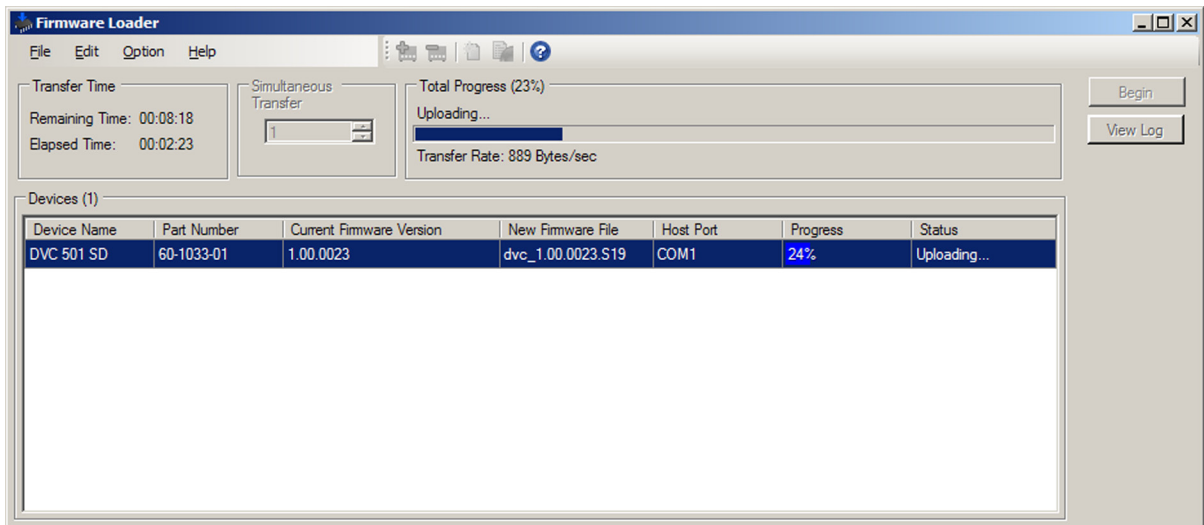 Firmware Loader
File Edit Option Help
Transfer Time
Remaining Time: 00:08:18
Elapsed Time: 00:02:23
Simultaneous
Transfer
1
Total Progress (23%)
Uploading...
Transfer Rate: 889 Bytes/sec
Begin
View Log
Devices (1)
Device Name Part Number Current Firmware Version New Firmware File Host Port Progress Status
DVC 501 SD 60-1033-01 1.00.0023 dvc_1.00.0023.S19 COM1 24% Uploading...